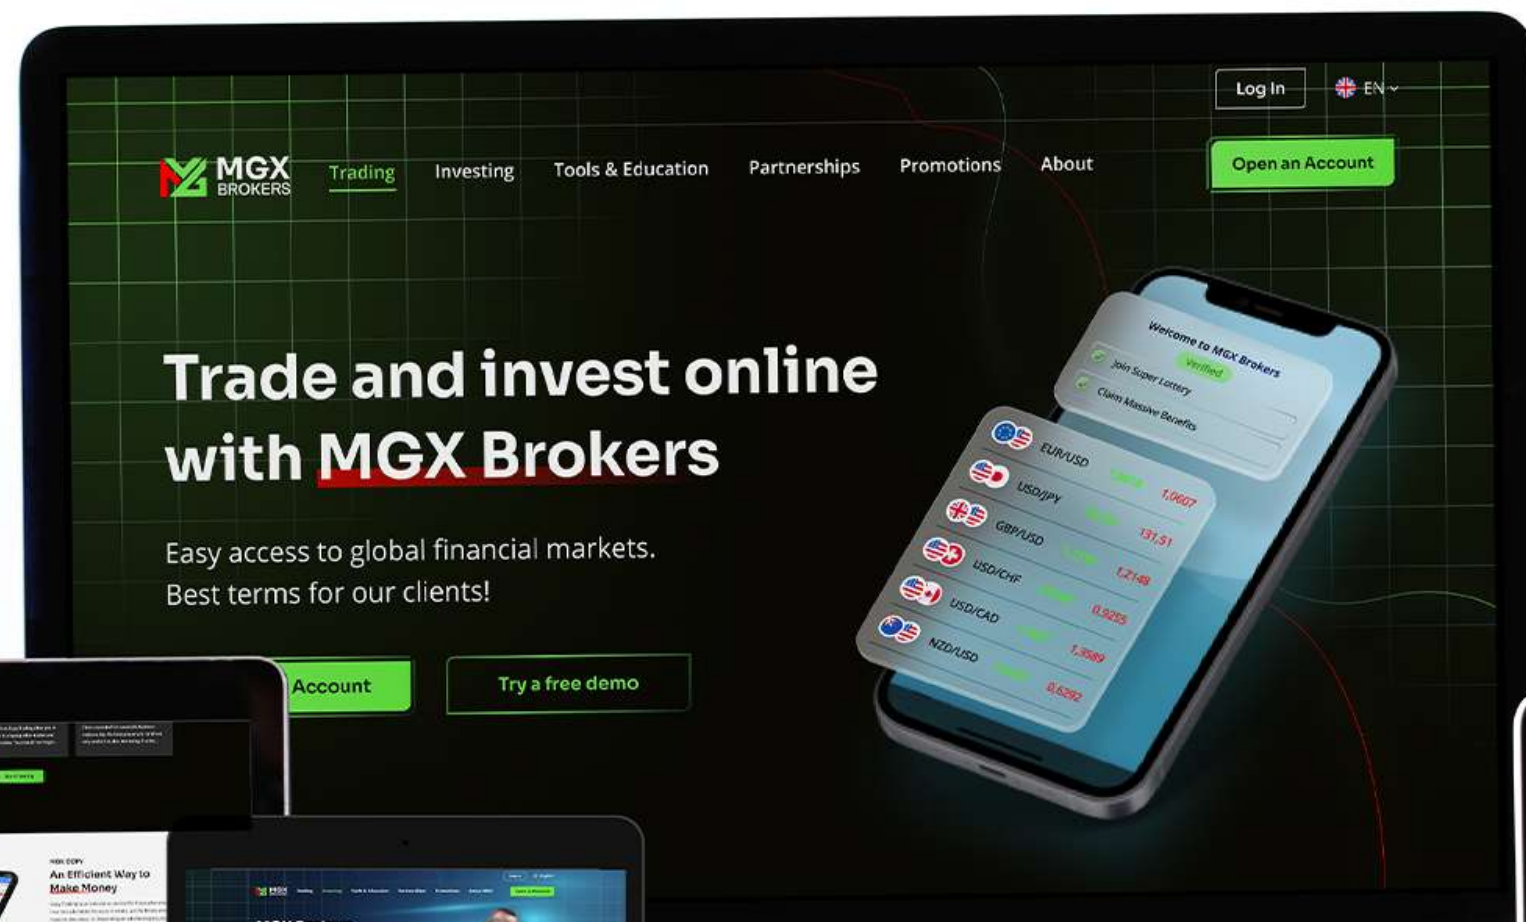 Log In
EN
MGX
BROKERS
Trading
Investing
Tools & Education
Partnerships
Promotions
About
Open an Account
Trade and invest online
with MGX Brokers
Easy access to global financial markets.
Best terms for our clients!
Account
Try a free demo
Welcome to MGX Brokers
Verified
Join Super Lottery
Claim Massive Benefits
EUR/USD 1,0607
USD/JPY 131,51
GBP/USD 1,2148
USD/CHF 0,9255
USD/CAD 1,3589
NZD/USD 0,6292
MGX COPY
An Efficient Way to
Make Money
MGX